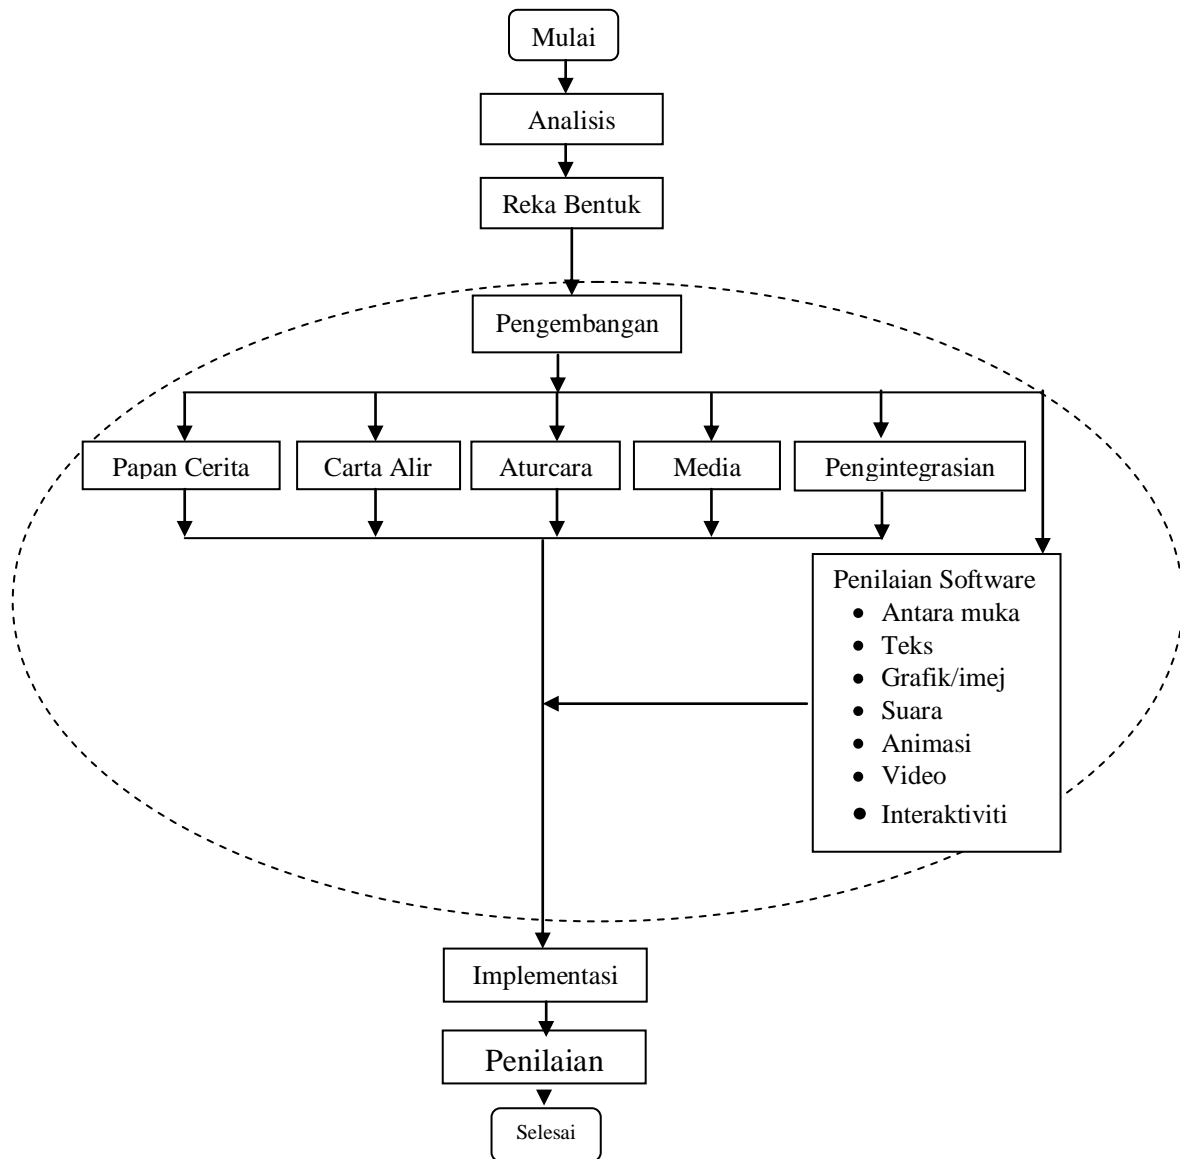 Mulai
Analisis
Reka Bentuk
Pengembangan
Papan Cerita
Carta Alir
Aturcara
Media
Pengintegrasian
Penilaian Software
• Antara muka
• Teks
• Grafik/imej
• Suara
• Animasi
• Video
• Interaktiviti
Implementasi
Penilaian
Selesai